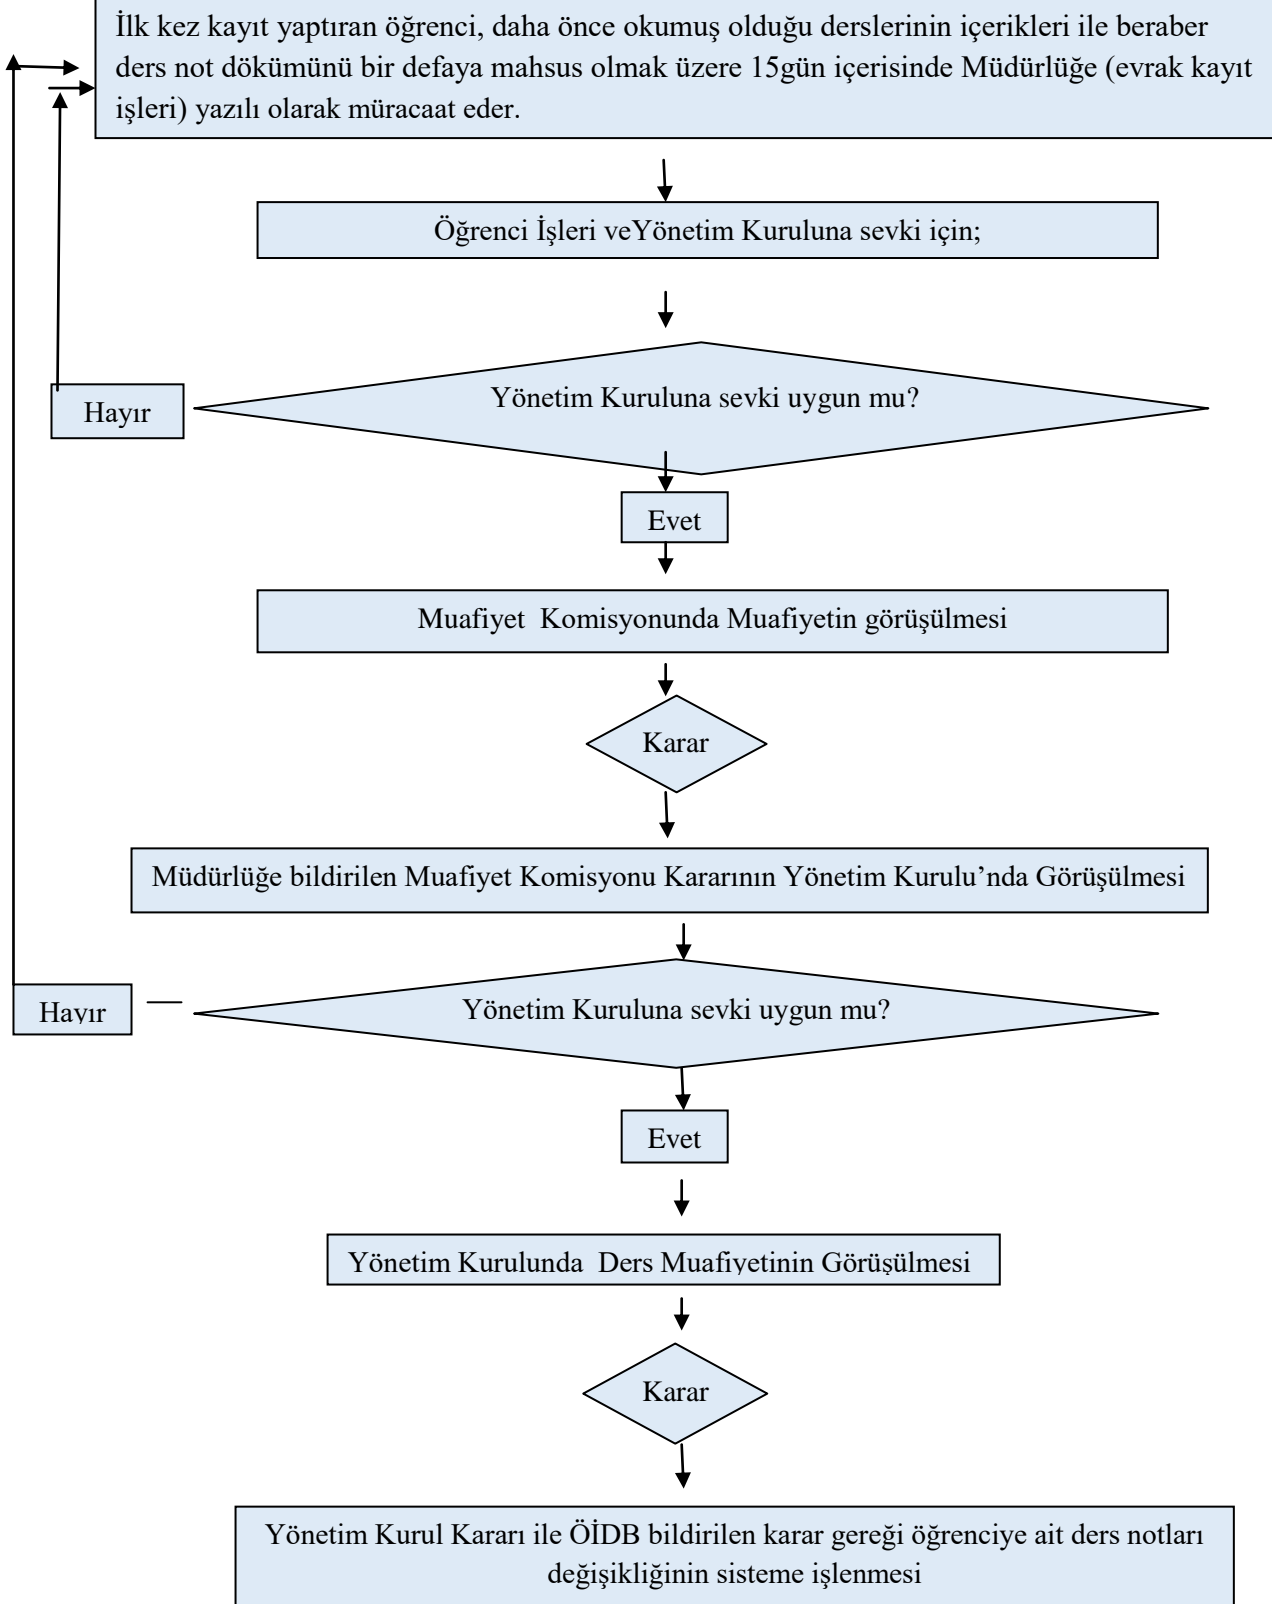 İlk kez kayıt yaptıran öğrenci, daha önce okumuş olduğu derslerinin içerikleri ile beraber
ders not dökümünü bir defaya mahsus olmak üzere 15gün içerisinde Müdürlüğe (evrak kayıt
işleri) yazılı olarak müracaat eder.
Öğrenci İşleri veYönetim Kuruluna sevki için;
Yönetim Kuruluna sevki uygun mu?
Hayır
Evet
Muafiyet Komisyonunda Muafiyetin görüşülmesi
Karar
Müdürlüğe bildirilen Muafiyet Komisyonu Kararının Yönetim Kurulu’nda Görüşülmesi
Yönetim Kuruluna sevki uygun mu?
Hayır
Evet
Yönetim Kurulunda Ders Muafiyetinin Görüşülmesi
Karar
Yönetim Kurul Kararı ile ÖİDB bildirilen karar gereği öğrenciye ait ders notları
değişikliğinin sisteme işlenmesi